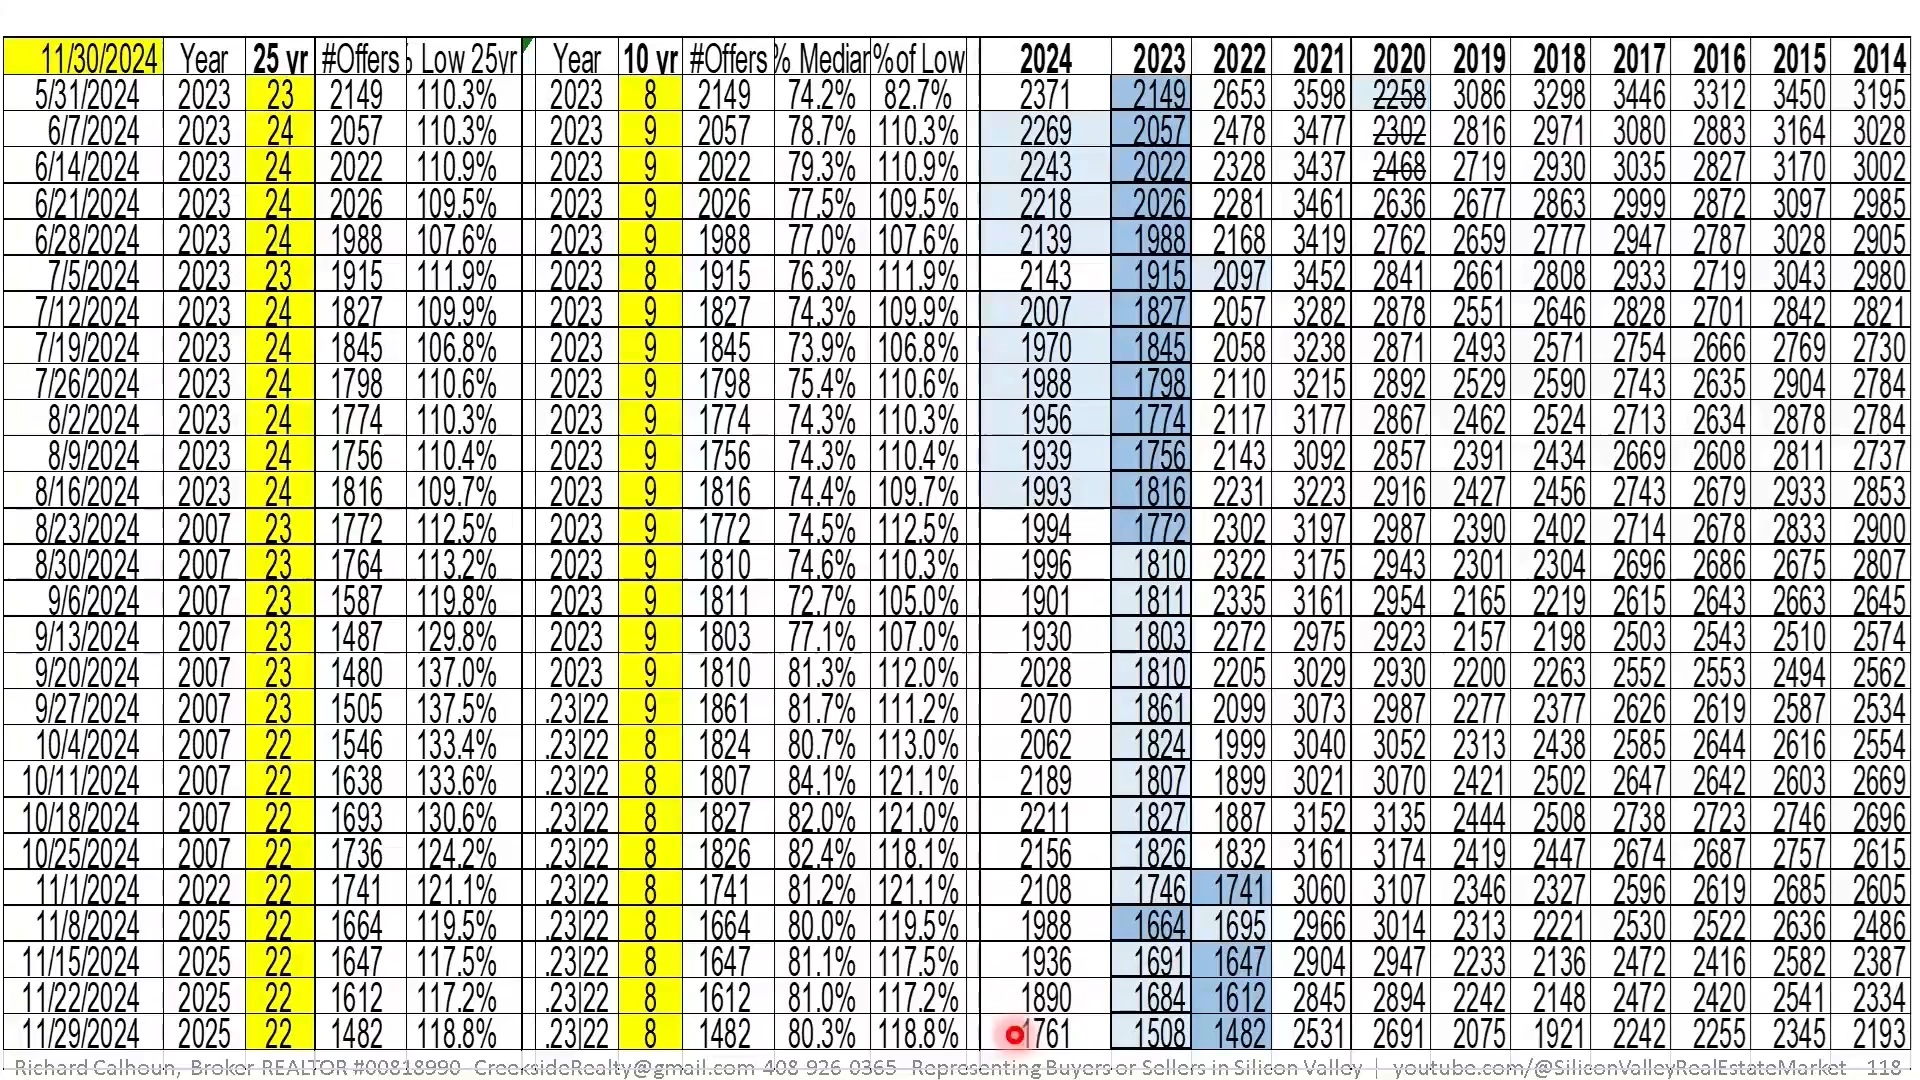 11/30/2024 Year 25 yr #Offers % Low 25yr Year 10 yr #Offers % Median %of Low 2024 2023 2022 2021 2020 2019 2018 2017 2016 2015 2014
5/31/2024 2023 23 2149 110.3% 2023 8 2149 74.2% 82.7% 2371 2149 2653 3598 2258 3086 3298 3446 3312 3450 3195
6/7/2024 2023 24 2057 110.3% 2023 9 2057 78.7% 110.3% 2269 2057 2478 3477 2302 2816 2971 3080 2883 3164 3028
6/14/2024 2023 24 2022 110.9% 2023 9 2022 79.3% 110.9% 2243 2022 2328 3437 2468 2719 2930 3035 2827 3170 3002
6/21/2024 2023 24 2026 109.5% 2023 9 2026 77.5% 109.5% 2218 2026 2281 3461 2636 2677 2863 2999 2872 3097 2985
6/28/2024 2023 24 1988 107.6% 2023 9 1988 77.0% 107.6% 2139 1988 2168 3419 2762 2659 2777 2947 2787 3028 2905
7/5/2024 2023 23 1915 111.9% 2023 8 1915 76.3% 111.9% 2143 1915 2097 3452 2841 2661 2808 2933 2719 3043 2980
7/12/2024 2023 24 1827 109.9% 2023 9 1827 74.3% 109.9% 2007 1827 2057 3282 2878 2551 2646 2828 2701 2842 2821
7/19/2024 2023 24 1845 106.8% 2023 9 1845 73.9% 106.8% 1970 1845 2058 3238 2871 2493 2571 2754 2666 2769 2730
7/26/2024 2023 24 1798 110.6% 2023 9 1798 75.4% 110.6% 1988 1798 2110 3215 2892 2529 2590 2743 2635 2904 2784
8/2/2024 2023 24 1774 110.3% 2023 9 1774 74.3% 110.3% 1956 1774 2117 3177 2867 2462 2524 2713 2634 2878 2784
8/9/2024 2023 24 1756 110.4% 2023 9 1756 74.3% 110.4% 1939 1756 2143 3092 2857 2391 2434 2669 2608 2811 2737
8/16/2024 2023 24 1816 109.7% 2023 9 1816 74.4% 109.7% 1993 1816 2231 3223 2916 2427 2456 2743 2679 2933 2853
8/23/2024 2007 23 1772 112.5% 2023 9 1772 74.5% 112.5% 1994 1772 2302 3197 2987 2390 2402 2714 2678 2833 2900
8/30/2024 2007 23 1764 113.2% 2023 9 1810 74.6% 110.3% 1996 1810 2322 3175 2943 2301 2304 2696 2686 2675 2807
9/6/2024 2007 23 1587 119.8% 2023 9 1811 72.7% 105.0% 1901 1811 2335 3161 2954 2165 2219 2615 2643 2663 2645
9/13/2024 2007 23 1487 129.8% 2023 9 1803 77.1% 107.0% 1930 1803 2272 2975 2923 2157 2198 2503 2543 2510 2574
9/20/2024 2007 23 1480 137.0% 2023 9 1810 81.3% 112.0% 2028 1810 2205 3029 2930 2200 2263 2552 2553 2494 2562
9/27/2024 2007 23 1505 137.5% .23|22 9 1861 81.7% 111.2% 2070 1861 2099 3073 2987 2277 2377 2626 2619 2587 2534
10/4/2024 2007 22 1546 133.4% .23|22 8 1824 80.7% 113.0% 2062 1824 1999 3040 3052 2313 2438 2585 2644 2616 2554
10/11/2024 2007 22 1638 133.6% .23|22 8 1807 84.1% 121.1% 2189 1807 1899 3021 3070 2421 2502 2647 2642 2603 2669
10/18/2024 2007 22 1693 130.6% .23|22 8 1827 82.0% 121.0% 2211 1827 1887 3152 3135 2444 2508 2738 2723 2746 2696
10/25/2024 2007 22 1736 124.2% .23|22 8 1826 82.4% 118.1% 2156 1826 1832 3161 3174 2419 2447 2674 2687 2757 2615
11/1/2024 2022 22 1741 121.1% .23|22 8 1741 81.2% 121.1% 2108 1746 1741 3060 3107 2346 2327 2596 2619 2685 2605
11/8/2024 2025 22 1664 119.5% .23|22 8 1664 80.0% 119.5% 1988 1664 1695 2966 3014 2313 2221 2530 2522 2636 2486
11/15/2024 2025 22 1647 117.5% .23|22 8 1647 81.1% 117.5% 1936 1691 1647 2904 2947 2233 2136 2472 2416 2582 2387
11/22/2024 2025 22 1612 117.2% .23|22 8 1612 81.0% 117.2% 1890 1684 1612 2845 2894 2242 2148 2472 2420 2541 2334
11/29/2024 2025 22 1482 118.8% .23|22 8 1482 80.3% 118.8% 1761 1508 1482 2531 2691 2075 1921 2242 2255 2345 2193
Richard Calhoun, Broker REALTOR #00818990 CreeksideRealty@gmail.com 408 926 0365 Representing Buyers or Sellers in Silicon Valley | youtube.com/@SiliconValleyRealEstateMarket 118